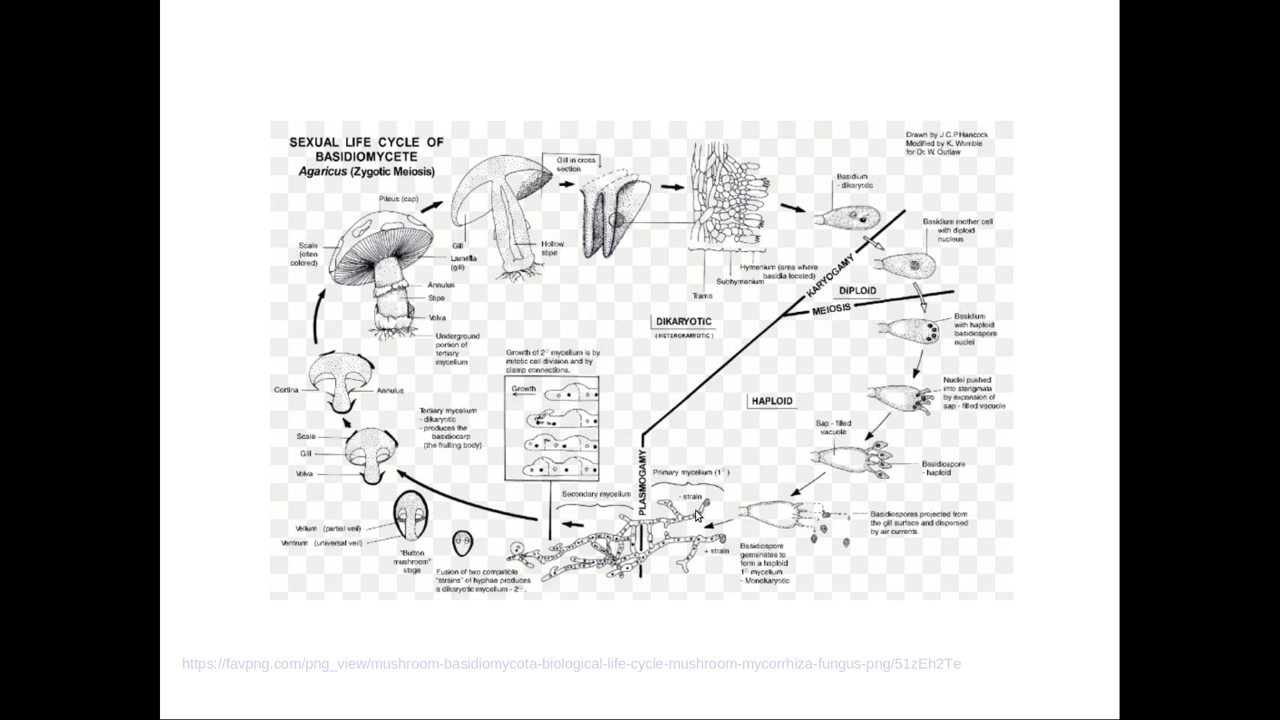 SEXUAL LIFE CYCLE OF
BASIDIOMYCETE
Agaricus (Zygotic Meiosis)
Drawn by J C.P Hancock
Modified by K. Womble
for Dr. W. Outlaw
Pileus (cap)
Scale
(often
colored)
Gill
Lamella
(gill)
Annulus
Stipe
Volva
Underground
portion of
tertiary
mycelium
Hollow
stipe
Gill in cross
section
Hymenium (area where
basidia located)
Subhymenium
Trama
Basidium
- dikaryotic
Basidium mother cell
with diploid
nucleus
KARYOGAMY
DIPLOID
MEIOSIS
DIKARYOTIC
( HETEROKARYOTIC )
Basidium
with haploid
basidiospore
nuclei
Nuclei pushed
into sterigmata
by expansion of
sap - filled vacuole
HAPLOID
Sap - filled
vacuole
Basidiospore
- haploid
Basidiospores projected from
the gill surface and dispersed
by air currents
Basidiospore
germinates to
form a haploid
1° mycelium
- Monokaryotic
Primary mycelium (1°)
- strain
+ strain
PLASMOGAMY
Secondary mycelium
Growth of 2° mycelium is by
mitotic cell division and by
clamp connections.
Growth
Fusion of two compatible
"strains" of hyphae produces
a dikaryotic mycelium - 2°.
Tertiary mycelium
- dikaryotic
- produces the
basidiocarp
(the fruiting body)
Cortina
Annulus
Scale
Gill
Volva
Vellum (partial veil)
Ventrum (universal veil)
"Button
mushroom"
stage
https://favpng.com/png_view/mushroom-basidiomycota-biological-life-cycle-mushroom-mycorrhiza-fungus-png/51zEh2Te